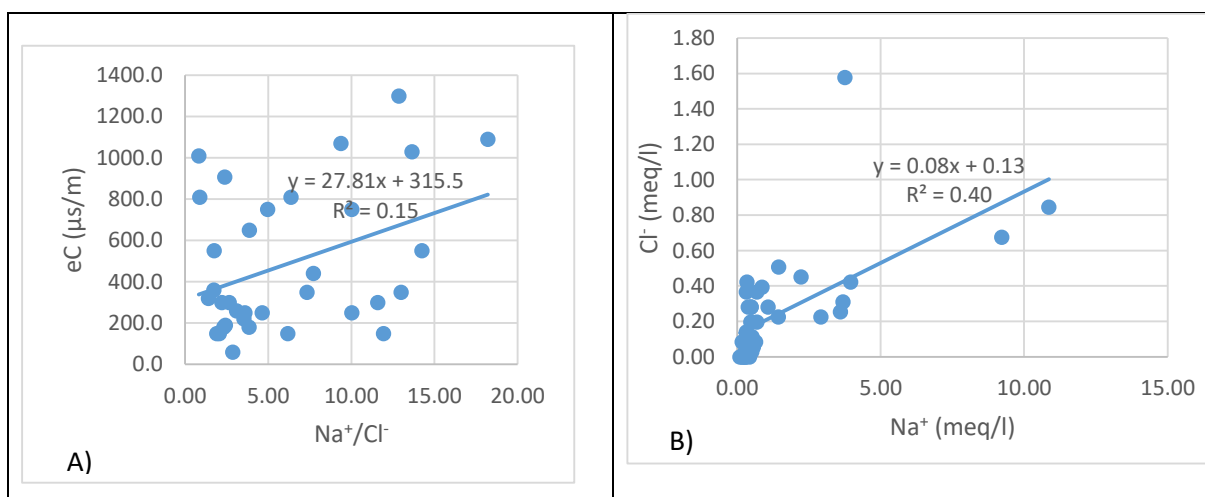 1400.0
1200.0
1000.0
800.0
600.0
400.0
200.0
0.0
eC (µs/m)
y = 27.81x + 315.5
R² = 0.15
0.00 5.00 10.00 15.00 20.00
Na⁺/Cl⁻
A)
1.80
1.60
1.40
1.20
1.00
0.80
0.60
0.40
0.20
0.00
Cl⁻ (meq/l)
y = 0.08x + 0.13
R² = 0.40
0.00 5.00 10.00 15.00
Na⁺ (meq/l)
B)